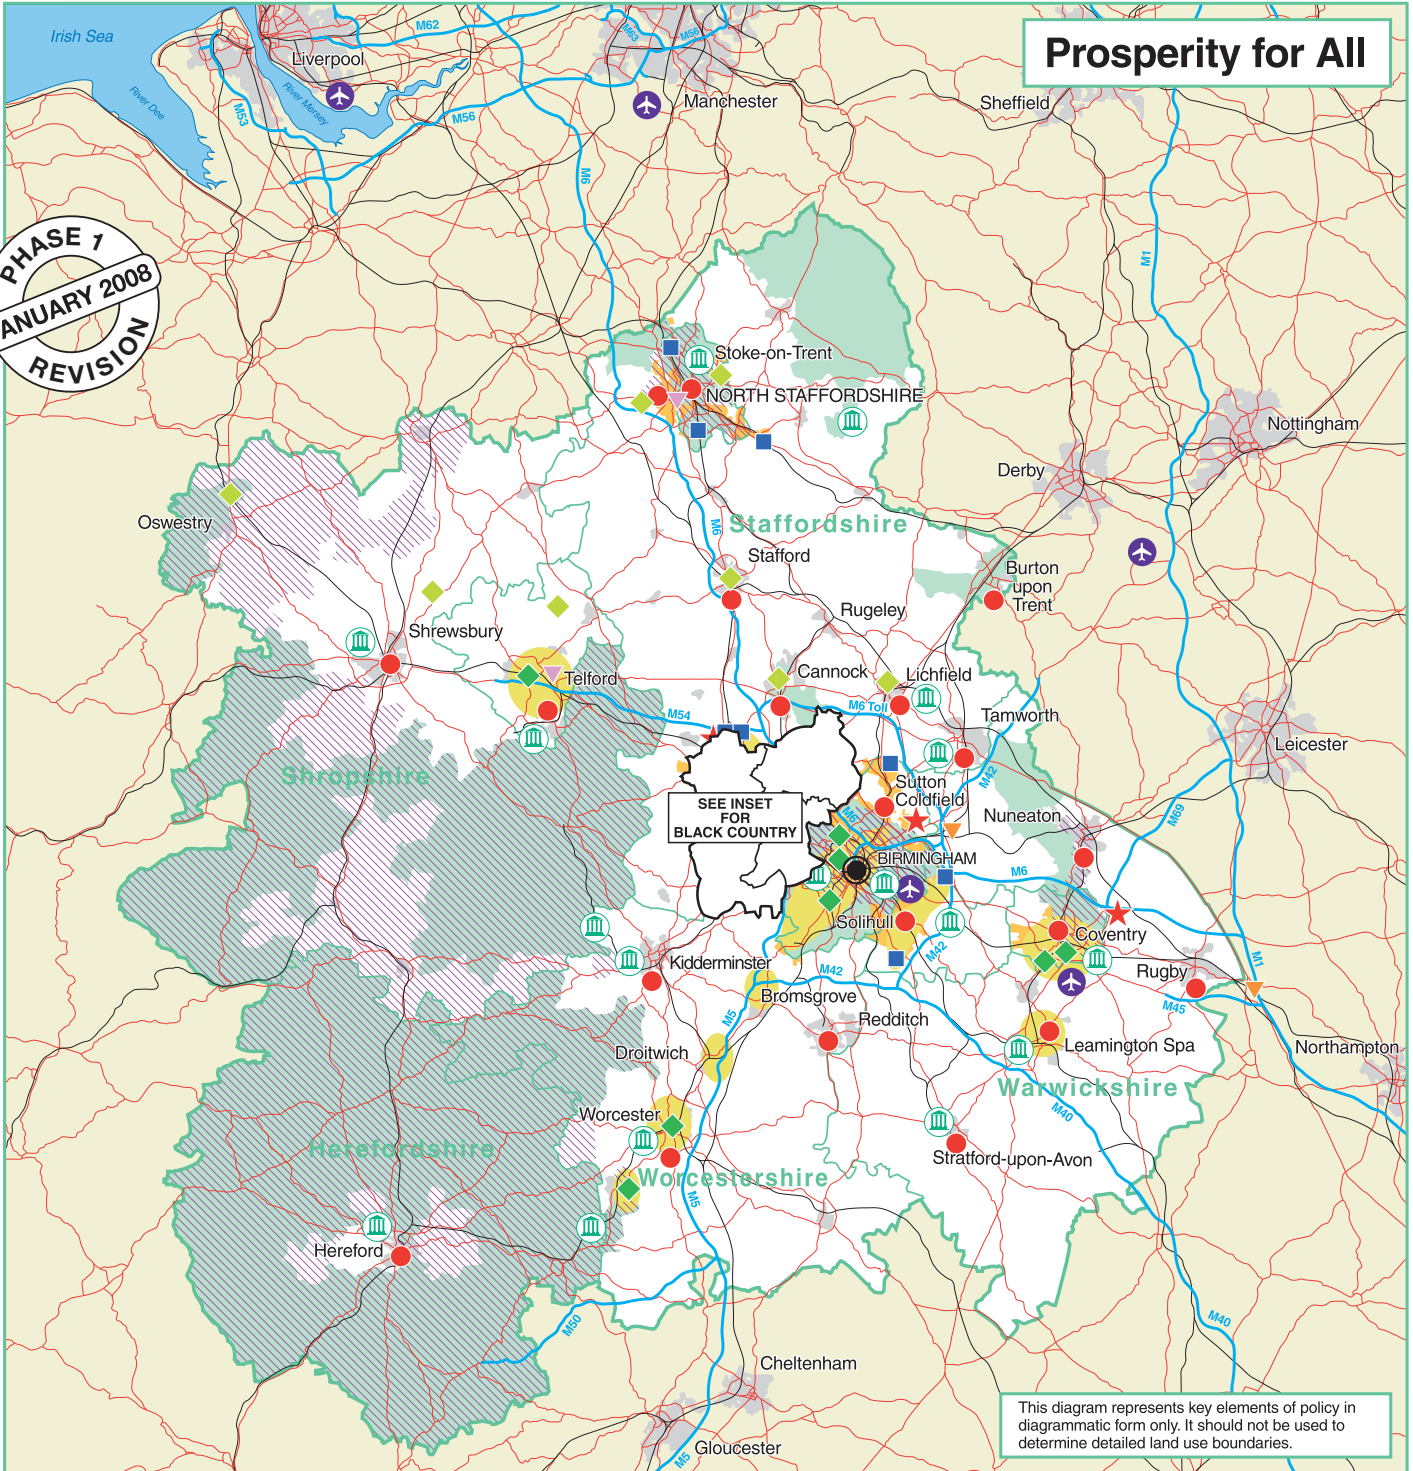 Prosperity for All
Irish Sea
Liverpool
River Mersey
River Dee
M62
M63
M56
M53
M56
Manchester
Sheffield
M6
M1
PHASE 1
ANUARY 2008
REVISION
Stoke-on-Trent
NORTH STAFFORDSHIRE
Nottingham
Derby
Oswestry
M6
Staffordshire
Stafford
Burton
upon
Trent
Rugeley
Shrewsbury
Telford
Cannock
Lichfield
M54
M6 Toll
Tamworth
Leicester
Shropshire
M42
Sutton
Coldfield
SEE INSET
FOR
BLACK COUNTRY
M6
Nuneaton
M69
BIRMINGHAM
M6
Solihull
Coventry
M42
Kidderminster
M42
Rugby
M1
Bromsgrove
M45
M5
Redditch
Droitwich
Leamington Spa
Northampton
Warwickshire
Worcester
M40
Herefordshire
Stratford-upon-Avon
Worcestershire
M5
Hereford
M50
M40
Cheltenham
Gloucester
M5
This diagram represents key elements of policy in
diagrammatic form only. It should not be used to
determine detailed land use boundaries.